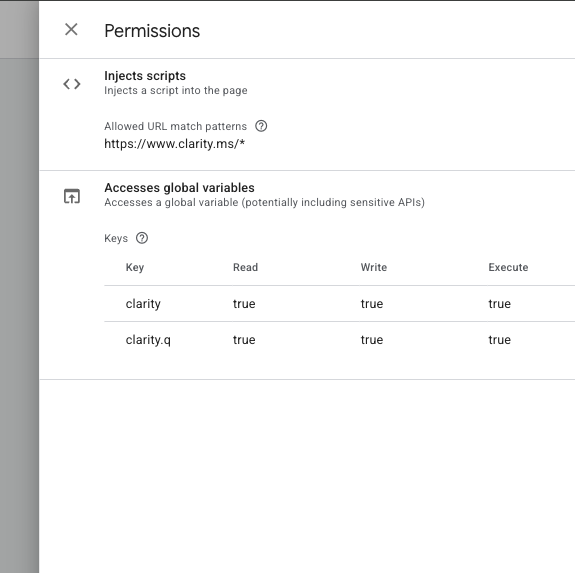 Permissions
Injects scripts
Injects a script into the page
Allowed URL match patterns
https://www.clarity.ms/*
Accesses global variables
Accesses a global variable (potentially including sensitive APIs)
Keys
Key Read Write Execute
clarity true true true
clarity.q true true true